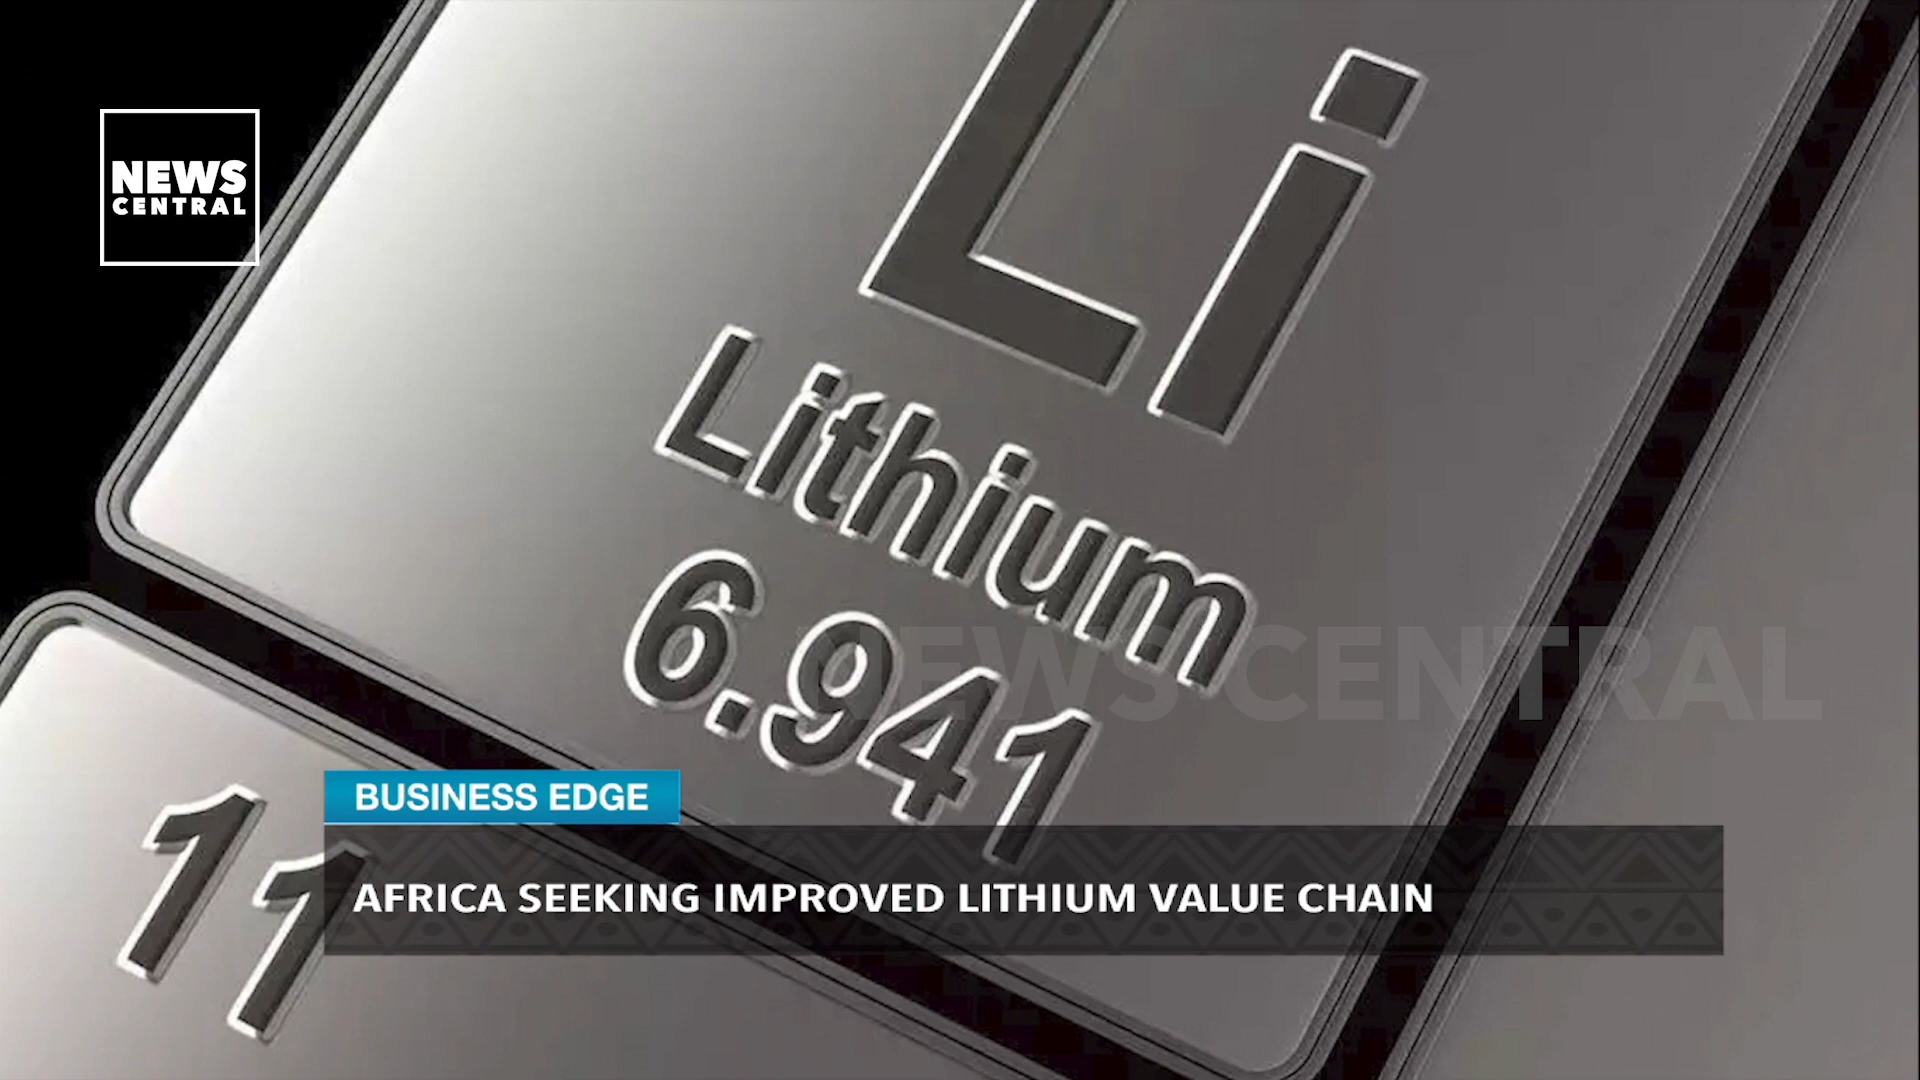 NEWS
CENTRAL
Li
Lithium
6.941
NEWS CENTRAL
11
BUSINESS EDGE
AFRICA SEEKING IMPROVED LITHIUM VALUE CHAIN